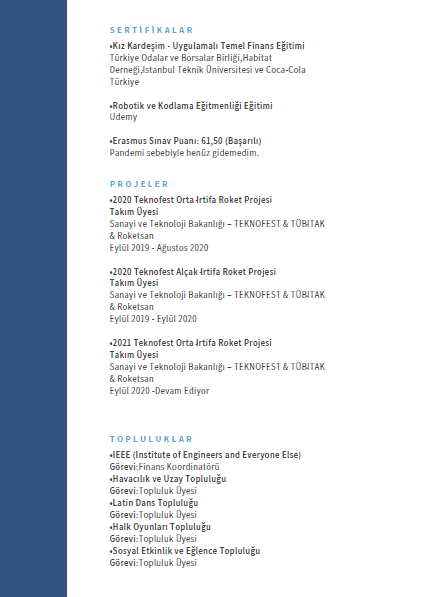 SERTİFİKALAR
•Kız Kardeşim - Uygulamalı Temel Finans Eğitimi
Türkiye Odalar ve Borsalar Birliği,Habitat
Derneği,İstanbul Teknik Üniversitesi ve Coca-Cola
Türkiye
•Robotik ve Kodlama Eğitmenliği Eğitimi
Udemy
•Erasmus Sınav Puanı: 61,50 (Başarılı)
Pandemi sebebiyle henüz gidemedim.
PROJELER
•2020 Teknofest Orta İrtifa Roket Projesi
Takım Üyesi
Sanayi ve Teknoloji Bakanlığı – TEKNOFEST & TÜBITAK
& Roketsan
Eylül 2019 - Ağustos 2020
•2020 Teknofest Alçak İrtifa Roket Projesi
Takım Üyesi
Sanayi ve Teknoloji Bakanlığı – TEKNOFEST & TÜBITAK
& Roketsan
Eylül 2019 - Eylül 2020
•2021 Teknofest Orta İrtifa Roket Projesi
Takım Üyesi
Sanayi ve Teknoloji Bakanlığı – TEKNOFEST & TÜBITAK
& Roketsan
Eylül 2020 -Devam Ediyor
TOPLULUKLAR
•IEEE (Institute of Engineers and Everyone Else)
Görevi:Finans Koordinatörü
•Havacılık ve Uzay Topluluğu
Görevi:Topluluk Üyesi
•Latin Dans Topluluğu
Görevi:Topluluk Üyesi
•Halk Oyunları Topluluğu
Görevi:Topluluk Üyesi
•Sosyal Etkinlik ve Eğlence Topluluğu
Görevi:Topluluk Üyesi